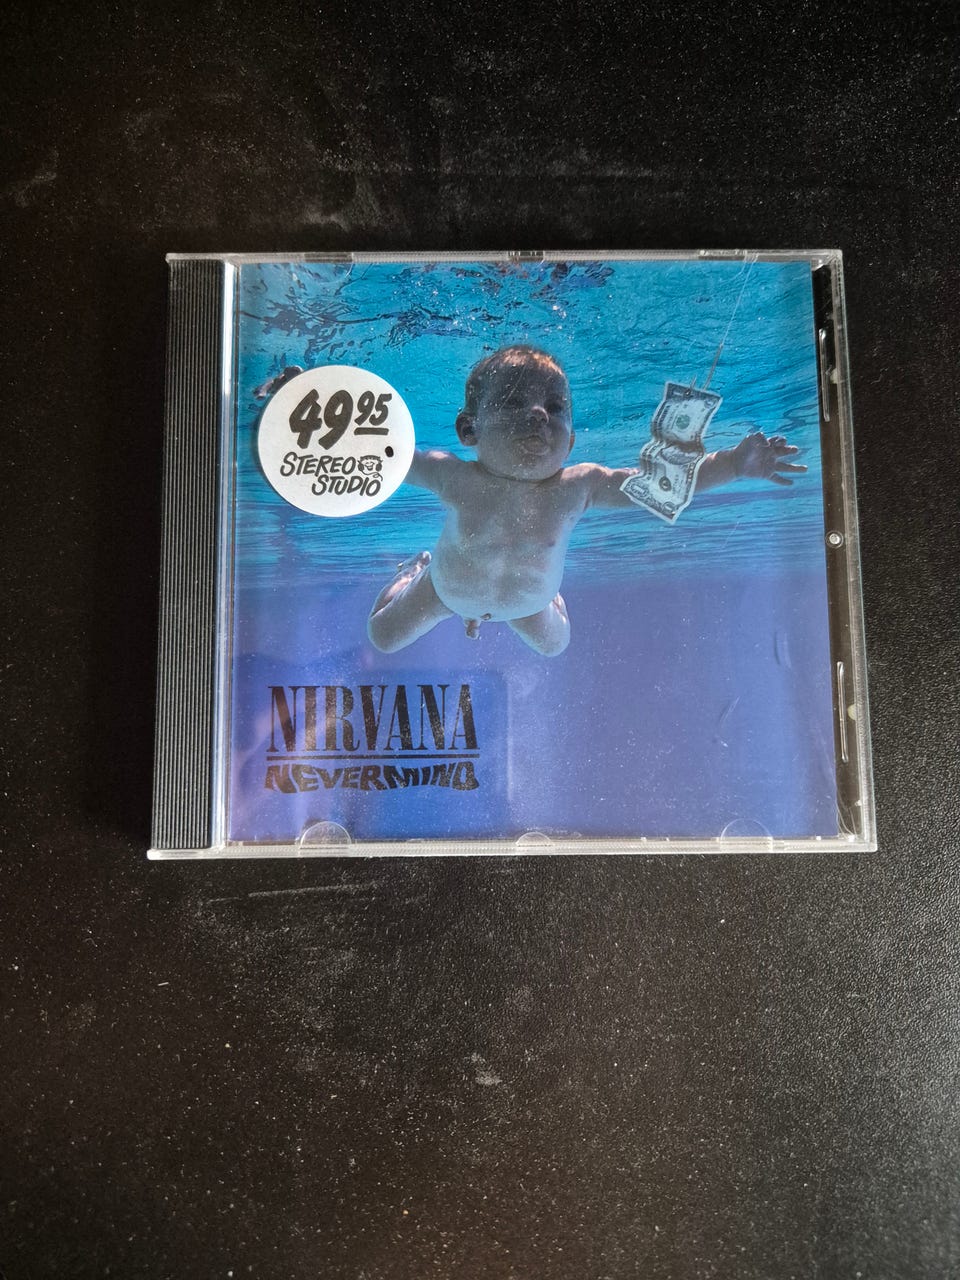 49 95
STEREO
STUDIO
NIRVANA
NEVERMIND